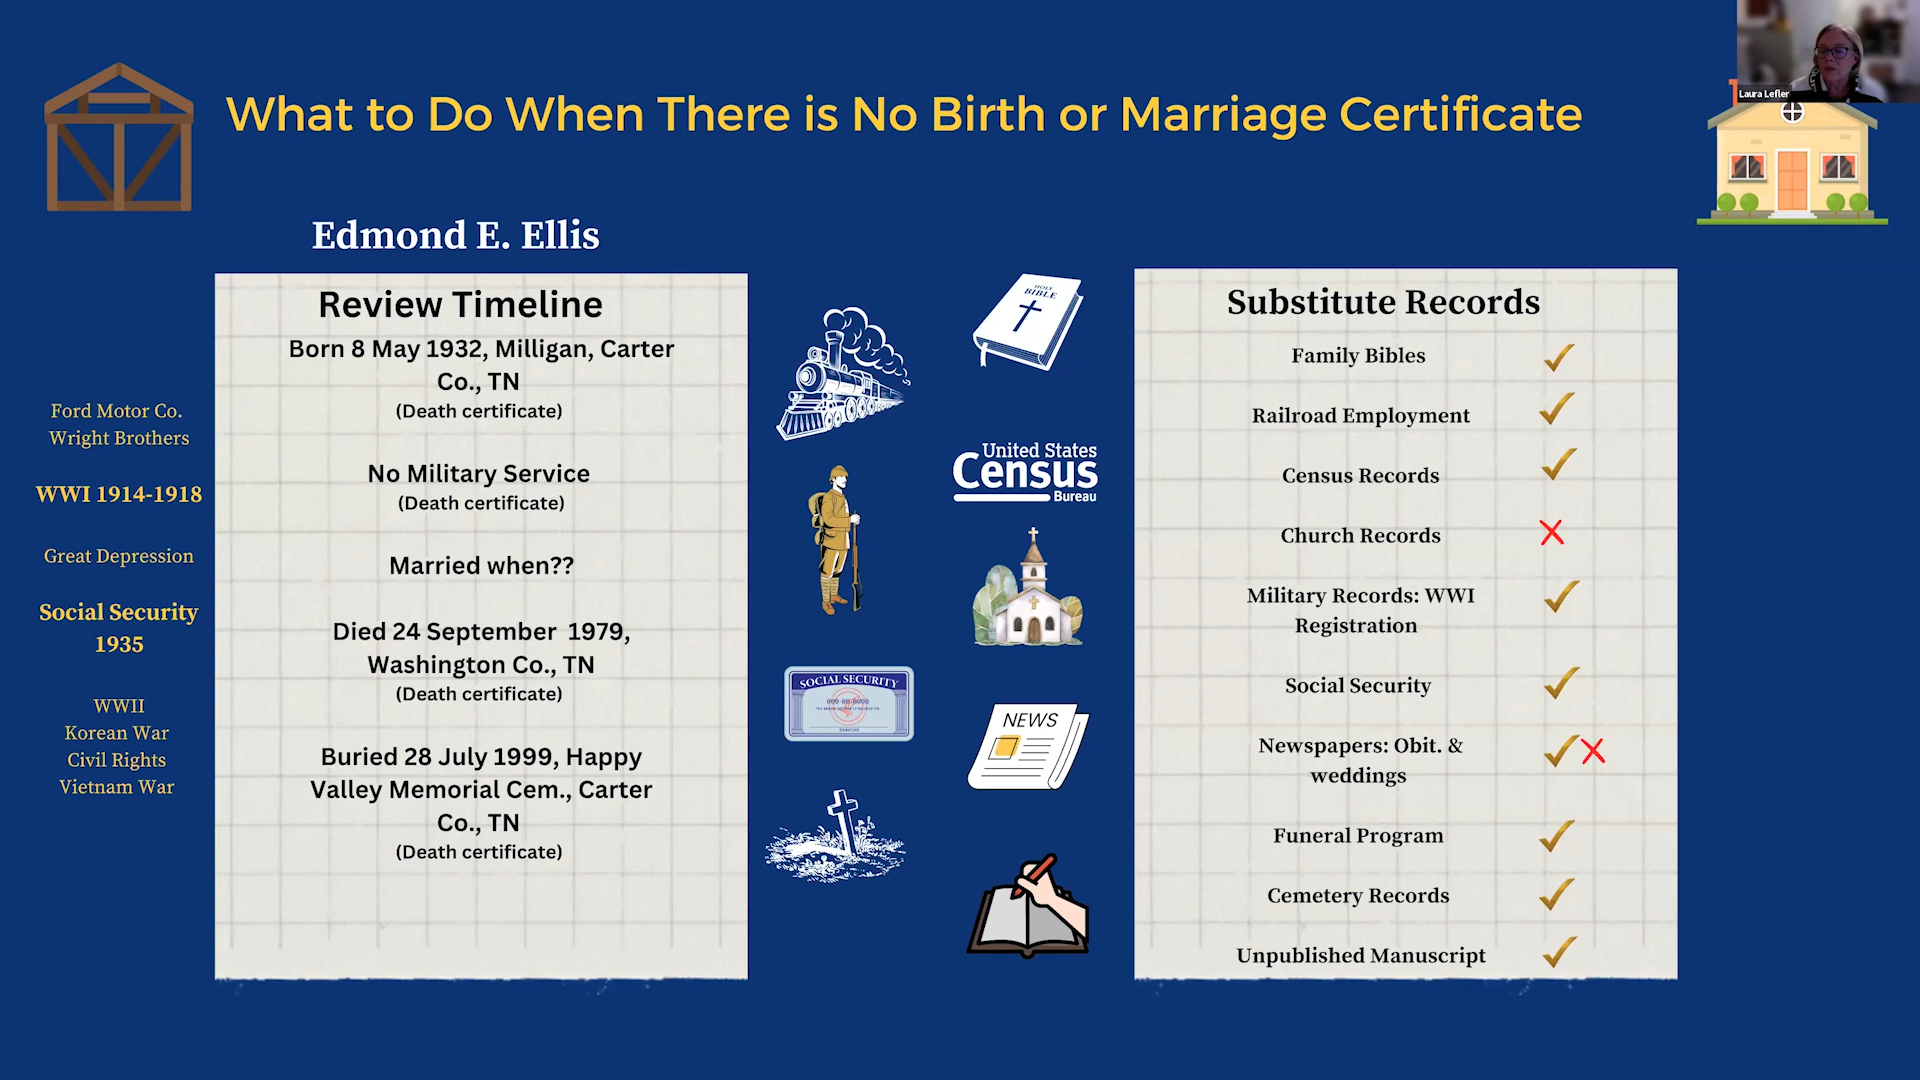 Laura Lefler
What to Do When There is No Birth or Marriage Certificate
Edmond E. Ellis
Ford Motor Co.
Wright Brothers
WWI 1914-1918
Great Depression
Social Security
1935
WWII
Korean War
Civil Rights
Vietnam War
Review Timeline
Born 8 May 1932, Milligan, Carter
Co., TN
(Death certificate)
No Military Service
(Death certificate)
Married when??
Died 24 September 1979,
Washington Co., TN
(Death certificate)
Buried 28 July 1999, Happy
Valley Memorial Cem., Carter
Co., TN
(Death certificate)
HOLY
BIBLE
United States
Census
Bureau
SOCIAL SECURITY
NEWS
Substitute Records
Family Bibles
Railroad Employment
Census Records
Church Records
Military Records: WWI
Registration
Social Security
Newspapers: Obit. &
weddings
Funeral Program
Cemetery Records
Unpublished Manuscript